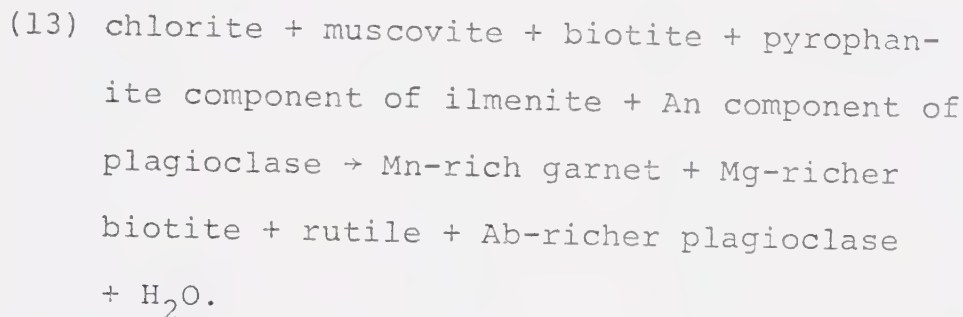 (13) chlorite + muscovite + biotite + pyrophan-
ite component of ilmenite + An component of
plagioclase → Mn-rich garnet + Mg-richer
biotite + rutile + Ab-richer plagioclase
+ H₂O.